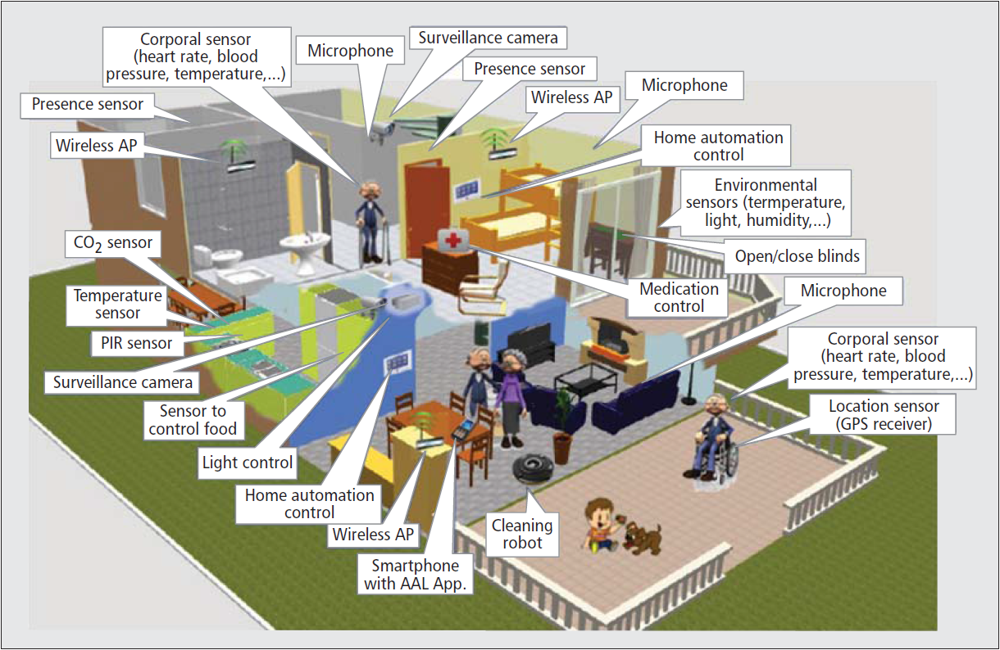 Corporal sensor
(heart rate, blood
pressure, temperature,...)
Microphone
Surveillance camera
Presence sensor
Wireless AP
Microphone
Presence sensor
Wireless AP
Home automation
control
Environmental
sensors (termperature,
light, humidity,...)
Open/close blinds
CO2 sensor
Medication
control
Microphone
Temperature
sensor
PIR sensor
Corporal sensor
(heart rate, blood
pressure, temperature,...)
Surveillance camera
Sensor to
control food
Location sensor
(GPS receiver)
Light control
Home automation
control
Wireless AP
Cleaning
robot
Smartphone
with AAL App.